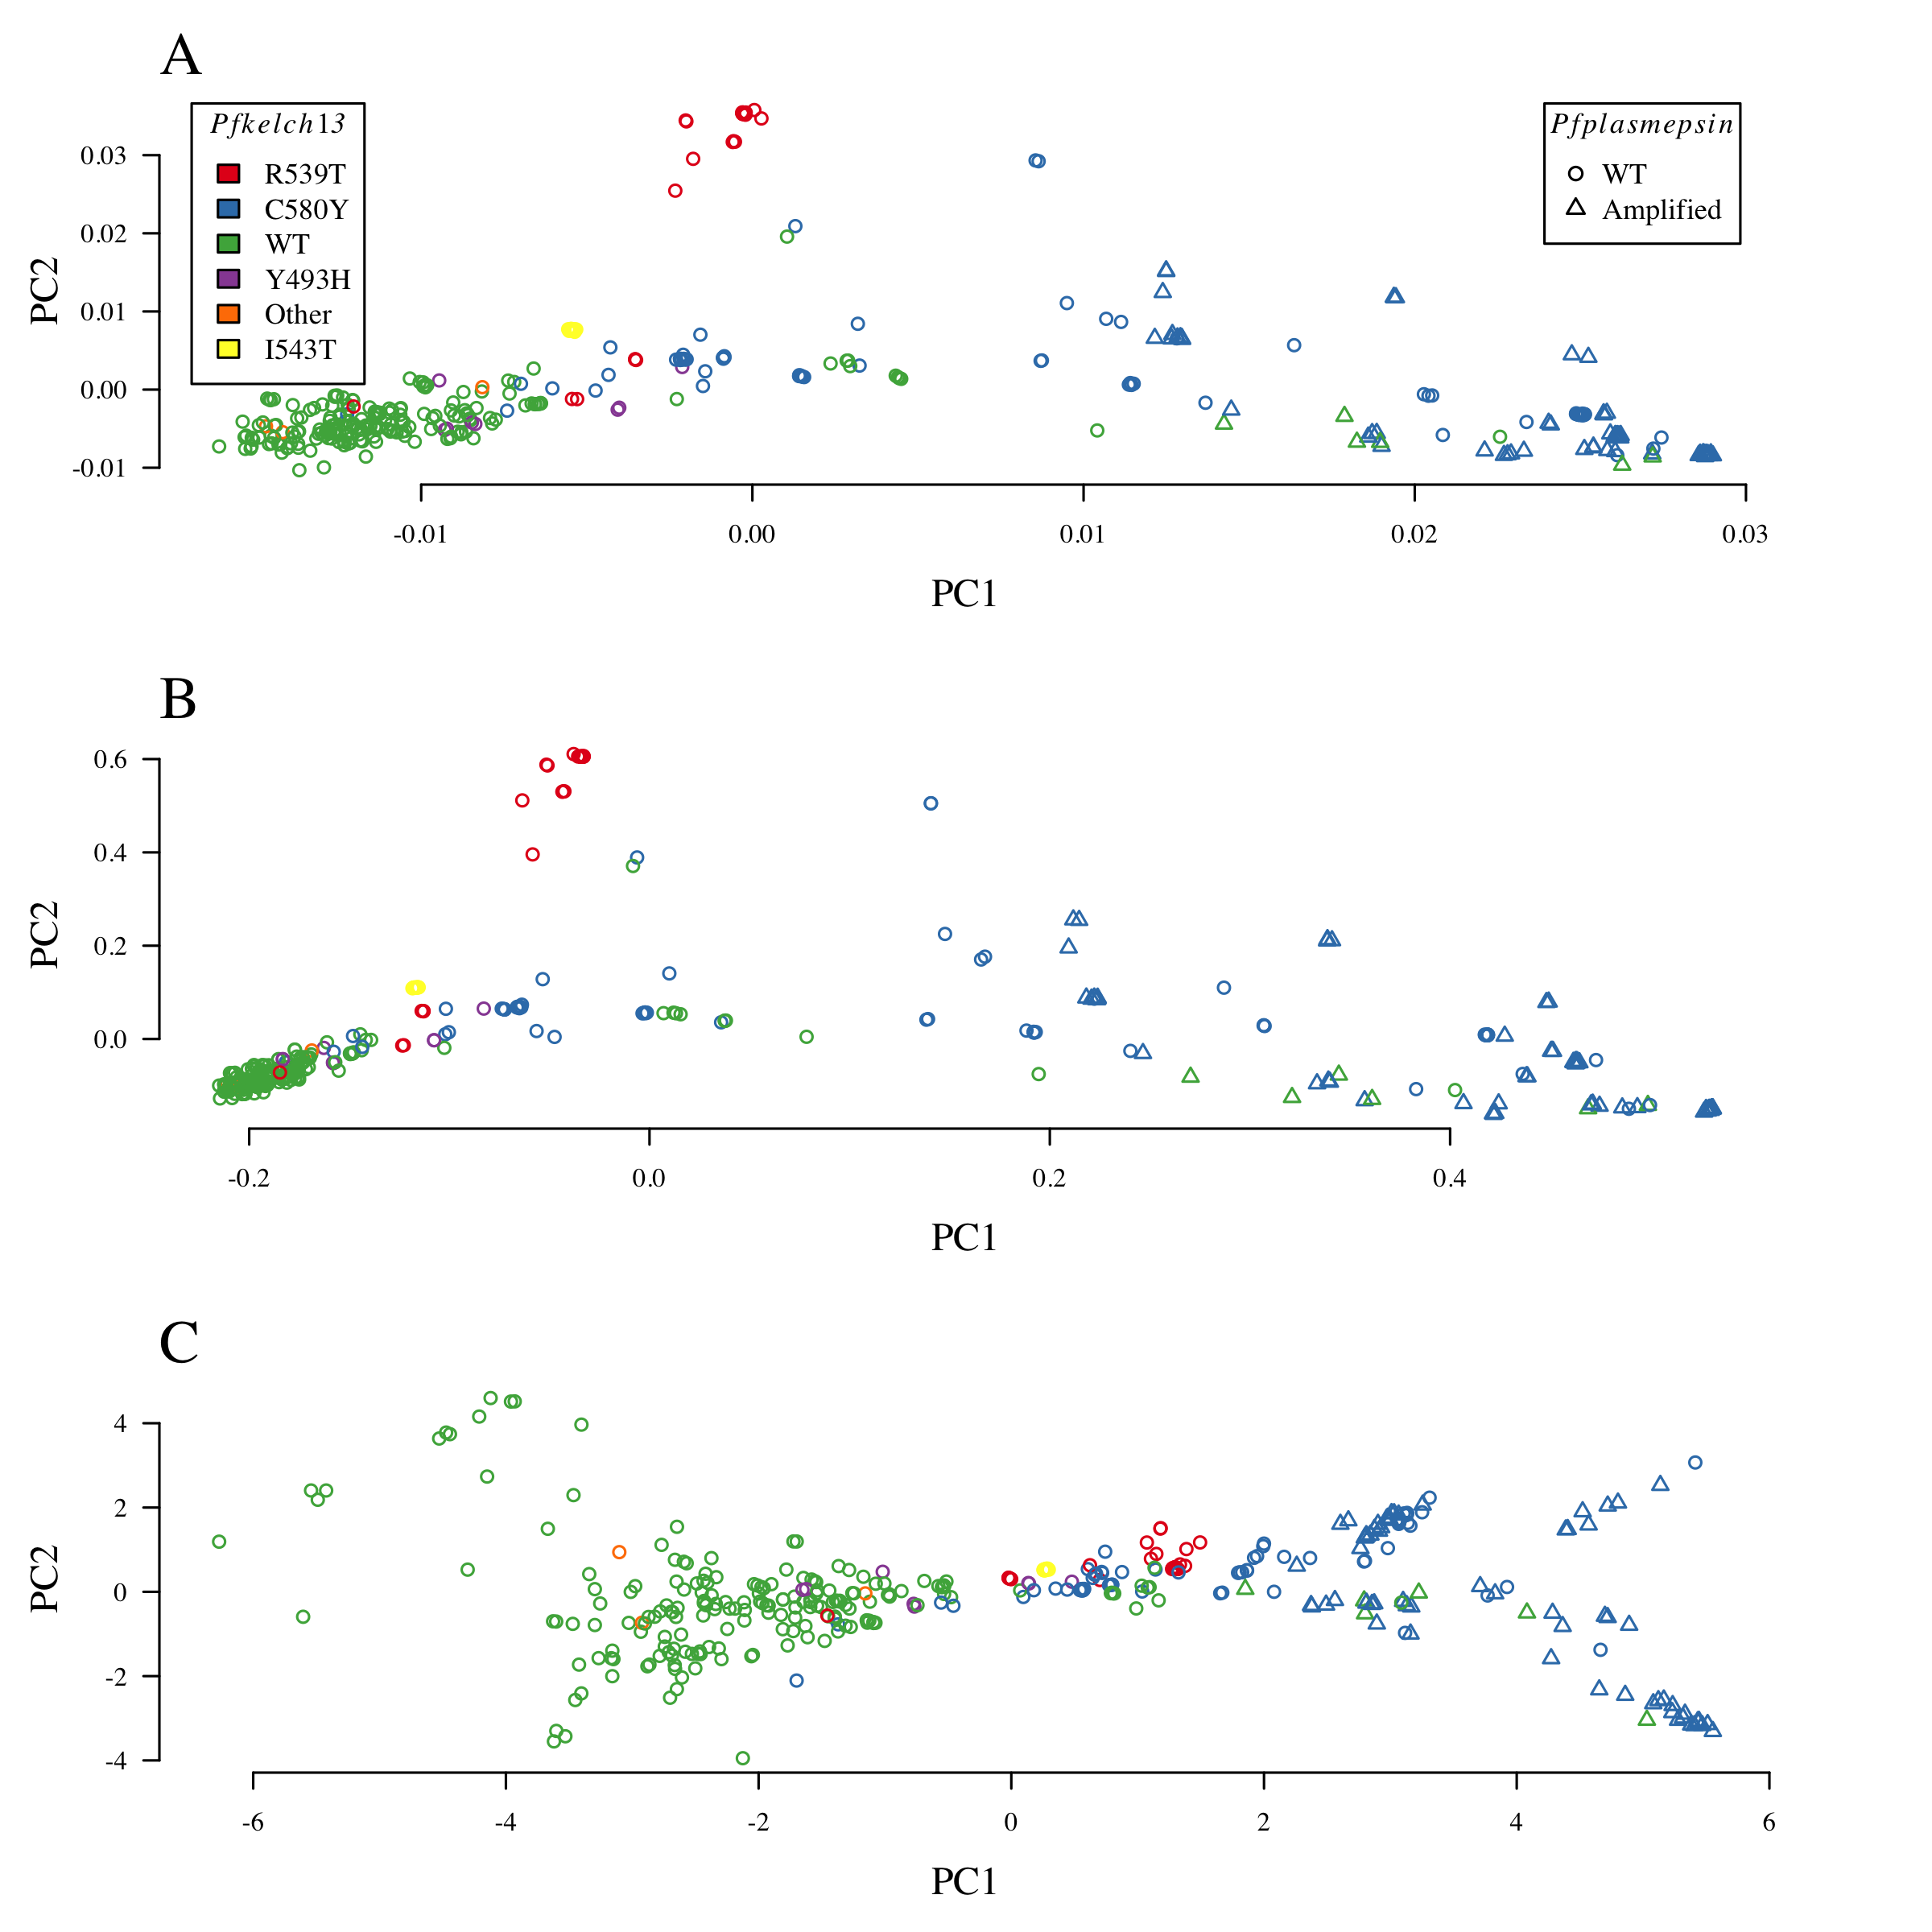 A
Pfkelch13
R539T
C580Y
WT
Y493H
Other
I543T
Pfplasmepsin
WT
Amplified
PC2
0.03
0.02
0.01
0.00
-0.01
-0.01 0.00 0.01 0.02 0.03
PC1
B
PC2
0.6
0.4
0.2
0.0
-0.2 0.0 0.2 0.4
PC1
C
PC2
4
2
0
-2
-4
-6 -4 -2 0 2 4 6
PC1